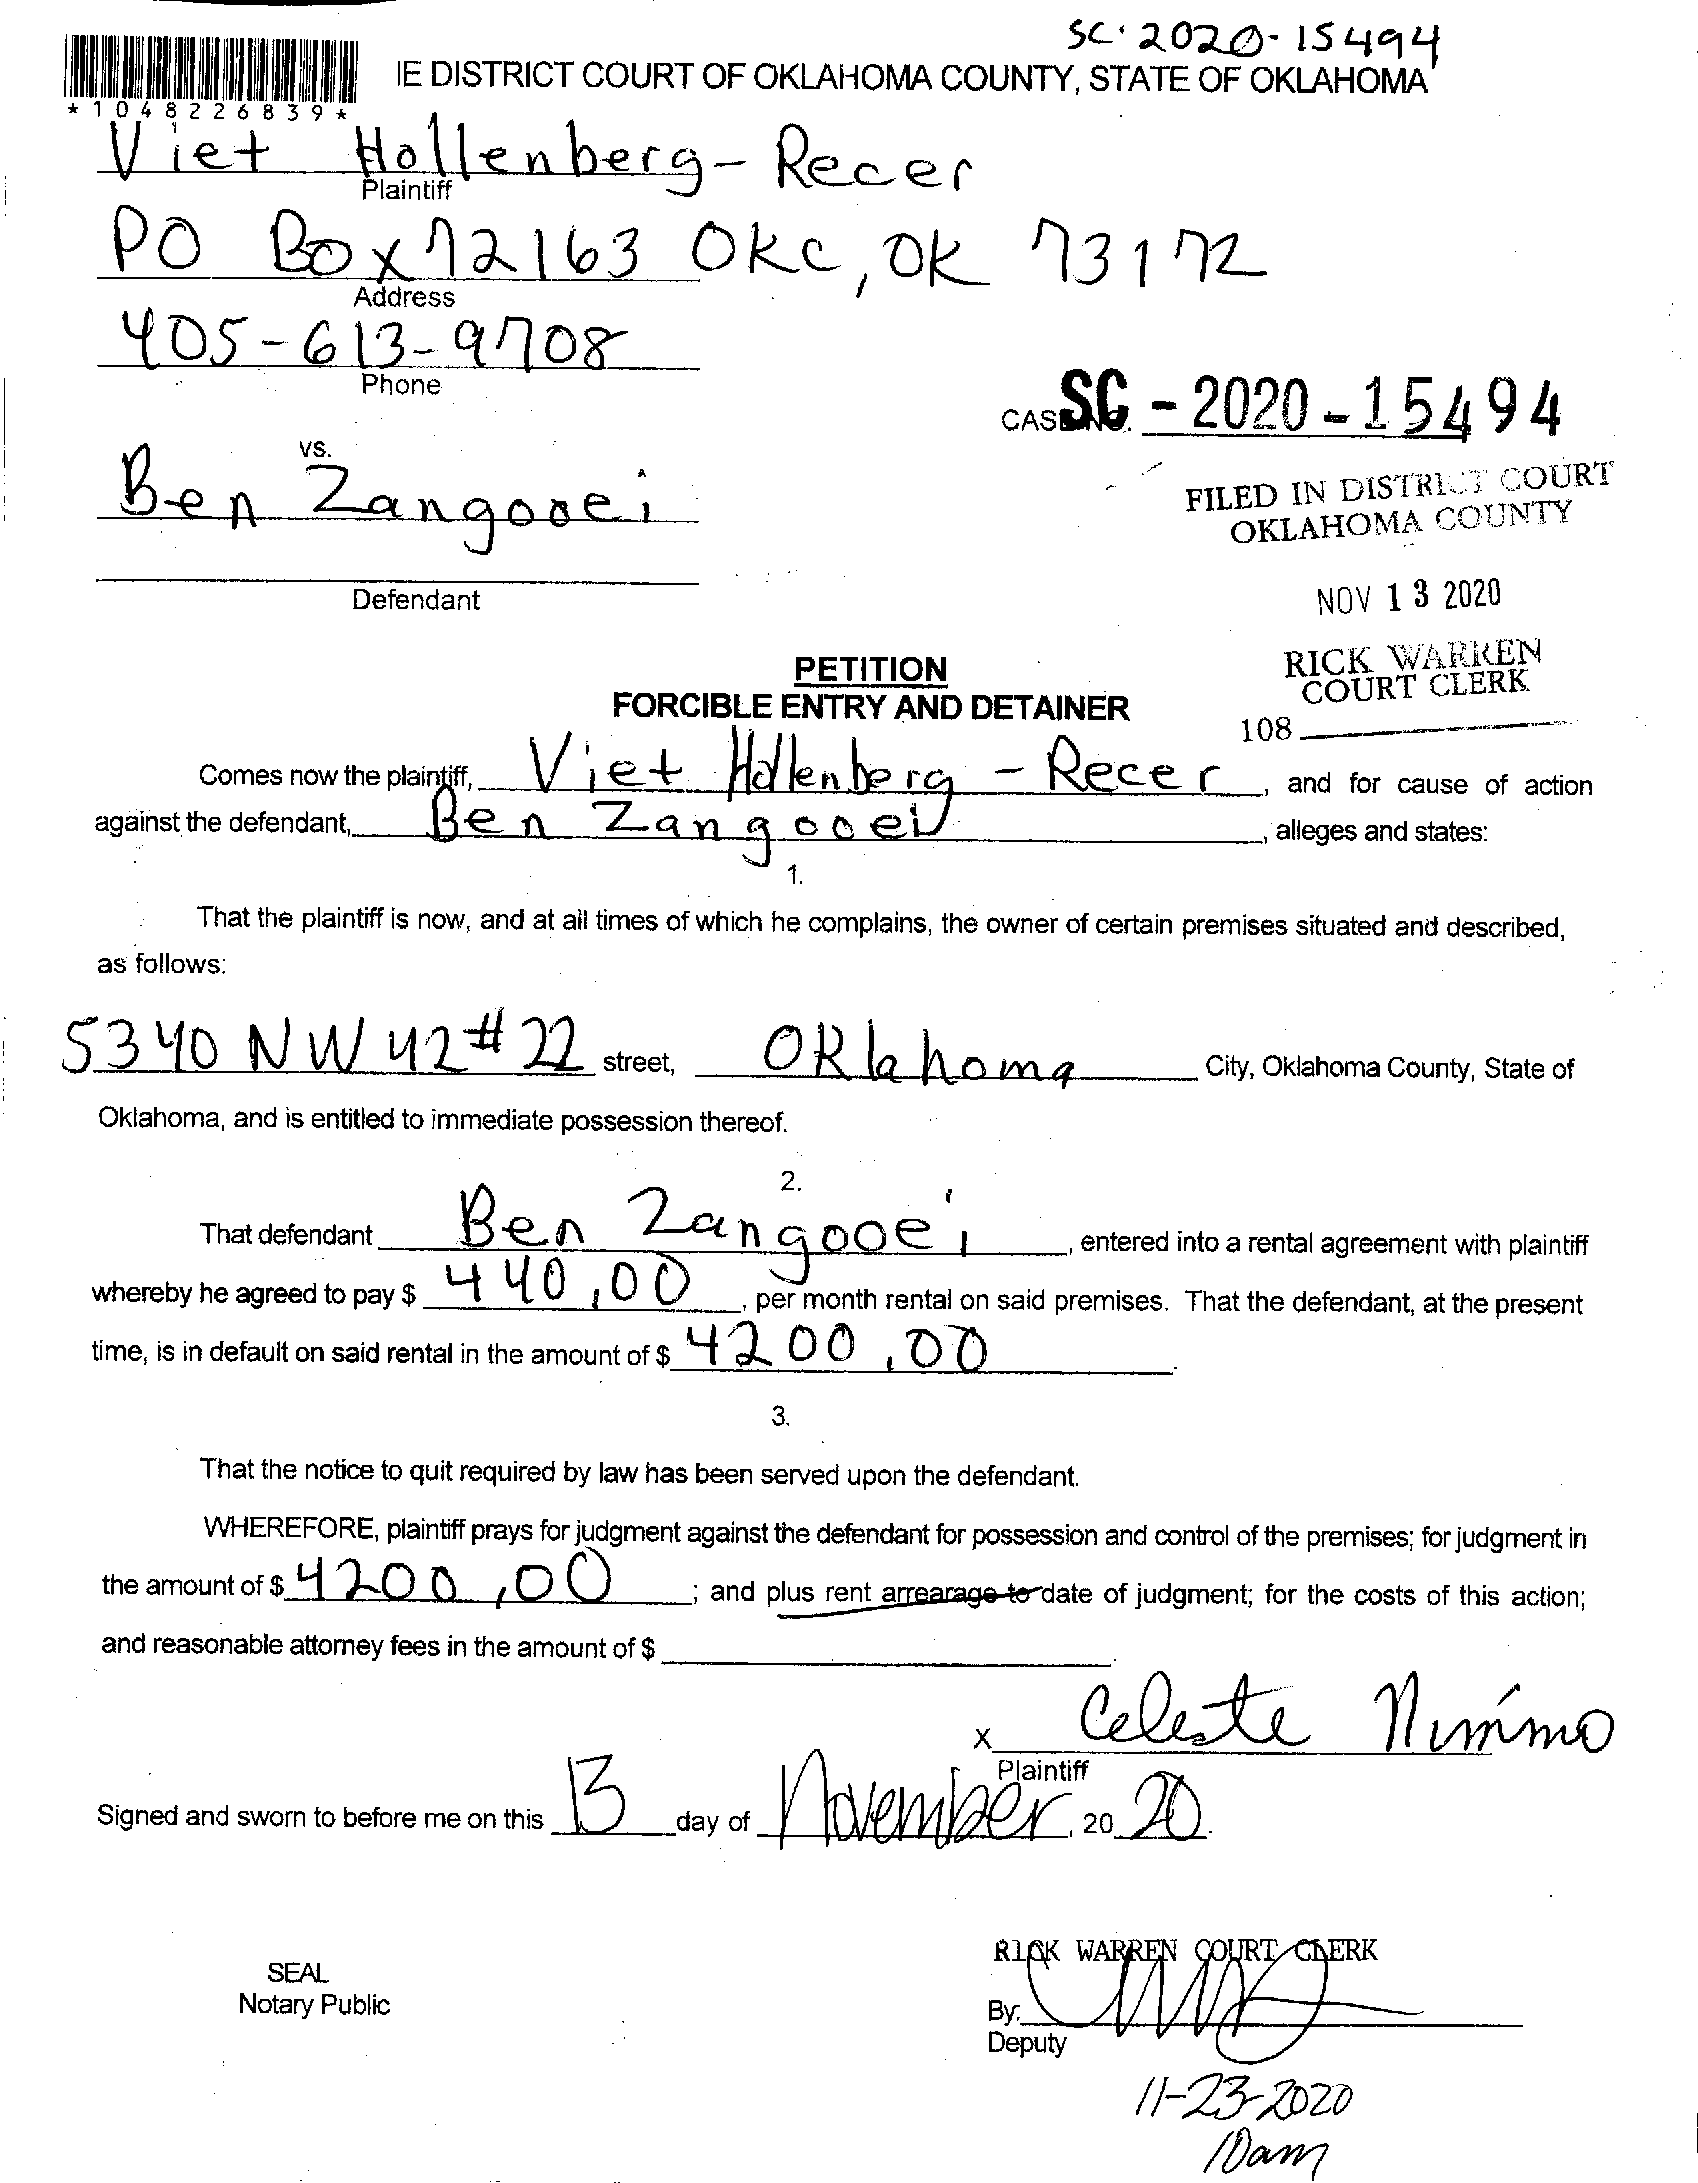 SC-2020-15494
IE DISTRICT COURT OF OKLAHOMA COUNTY, STATE OF OKLAHOMA
*1048226839*
Viet Hollenberg-Recer
Plaintiff
PO Box 72163 OKC, OK 73172
Address
405-613-9708
Phone
CASE NO. SC-2020-15494
vs.
Ben Zangooei
Defendant
FILED IN DISTRICT COURT
OKLAHOMA COUNTY
NOV 13 2020
RICK WARREN
COURT CLERK
108
PETITION
FORCIBLE ENTRY AND DETAINER
Comes now the plaintiff, Viet Hollenberg-Recer, and for cause of action
against the defendant, Ben Zangooei, alleges and states:
1.
That the plaintiff is now, and at all times of which he complains, the owner of certain premises situated and described,
as follows:
5340 NW 42 #22 street, Oklahoma City, Oklahoma County, State of
Oklahoma, and is entitled to immediate possession thereof.
2.
That defendant Ben Zangooei, entered into a rental agreement with plaintiff
whereby he agreed to pay $ 440.00, per month rental on said premises. That the defendant, at the present
time, is in default on said rental in the amount of $ 4200.00.
3.
That the notice to quit required by law has been served upon the defendant.
WHEREFORE, plaintiff prays for judgment against the defendant for possession and control of the premises; for judgment in
the amount of $ 4200.00; and plus rent arrearage to date of judgment; for the costs of this action;
and reasonable attorney fees in the amount of $
x Celeste Nimmo
Plaintiff
Signed and sworn to before me on this 13 day of November, 2020.
SEAL
Notary Public
RICK WARREN COURT CLERK
By:
Deputy
11-23-2020
10am